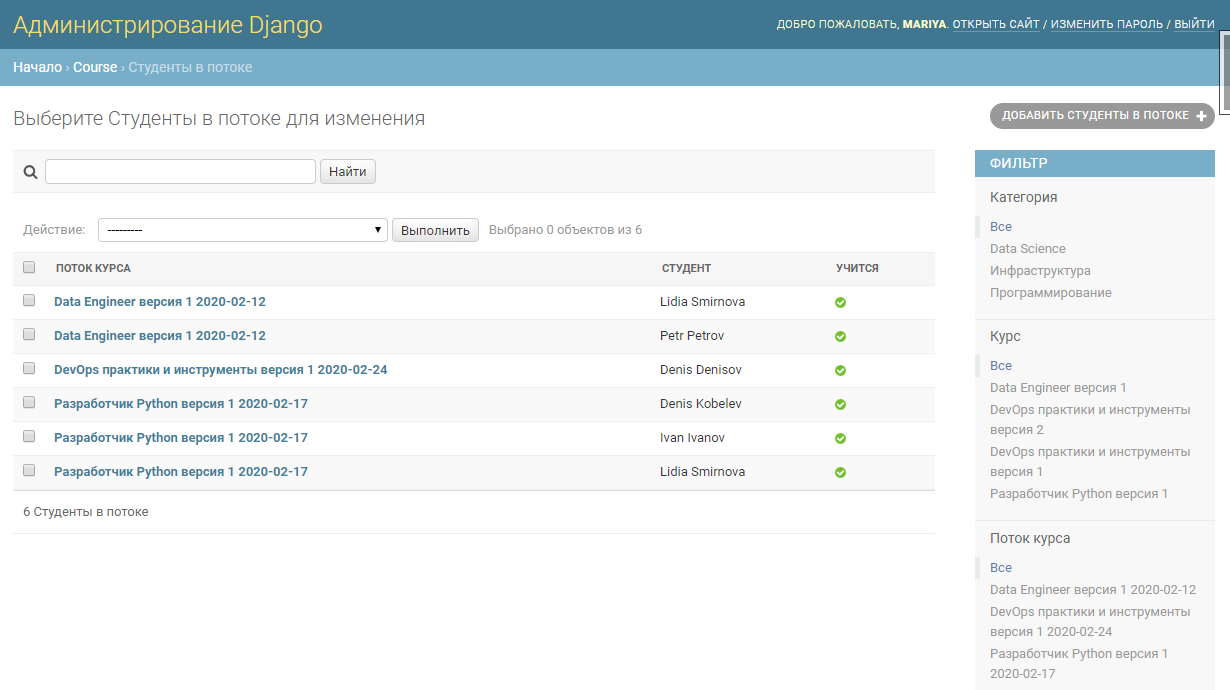 Администрирование Django
ДОБРО ПОЖАЛОВАТЬ, MARIYA. ОТКРЫТЬ САЙТ / ИЗМЕНИТЬ ПАРОЛЬ / ВЫЙТИ
Начало › Course › Студенты в потоке
Выберите Студенты в потоке для изменения
ДОБАВИТЬ СТУДЕНТЫ В ПОТОКЕ +
Найти
Действие: --------- Выполнить Выбрано 0 объектов из 6
ПОТОК КУРСА СТУДЕНТ УЧИТСЯ
Data Engineer версия 1 2020-02-12 Lidia Smirnova
Data Engineer версия 1 2020-02-12 Petr Petrov
DevOps практики и инструменты версия 1 2020-02-24 Denis Denisov
Разработчик Python версия 1 2020-02-17 Denis Kobelev
Разработчик Python версия 1 2020-02-17 Ivan Ivanov
Разработчик Python версия 1 2020-02-17 Lidia Smirnova
6 Студенты в потоке
ФИЛЬТР
Категория
Все
Data Science
Инфраструктура
Программирование
Курс
Все
Data Engineer версия 1
DevOps практики и инструменты
версия 2
DevOps практики и инструменты
версия 1
Разработчик Python версия 1
Поток курса
Все
Data Engineer версия 1 2020-02-12
DevOps практики и инструменты
версия 1 2020-02-24
Разработчик Python версия 1
2020-02-17